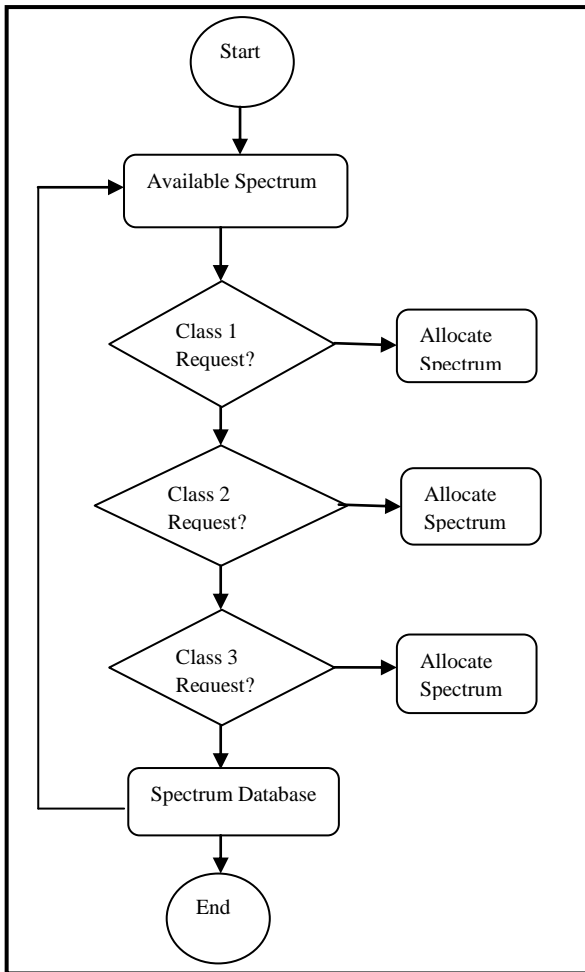 Start
Available Spectrum
Class 1
Request?
Allocate
Spectrum
Class 2
Request?
Allocate
Spectrum
Class 3
Request?
Allocate
Spectrum
Spectrum Database
End